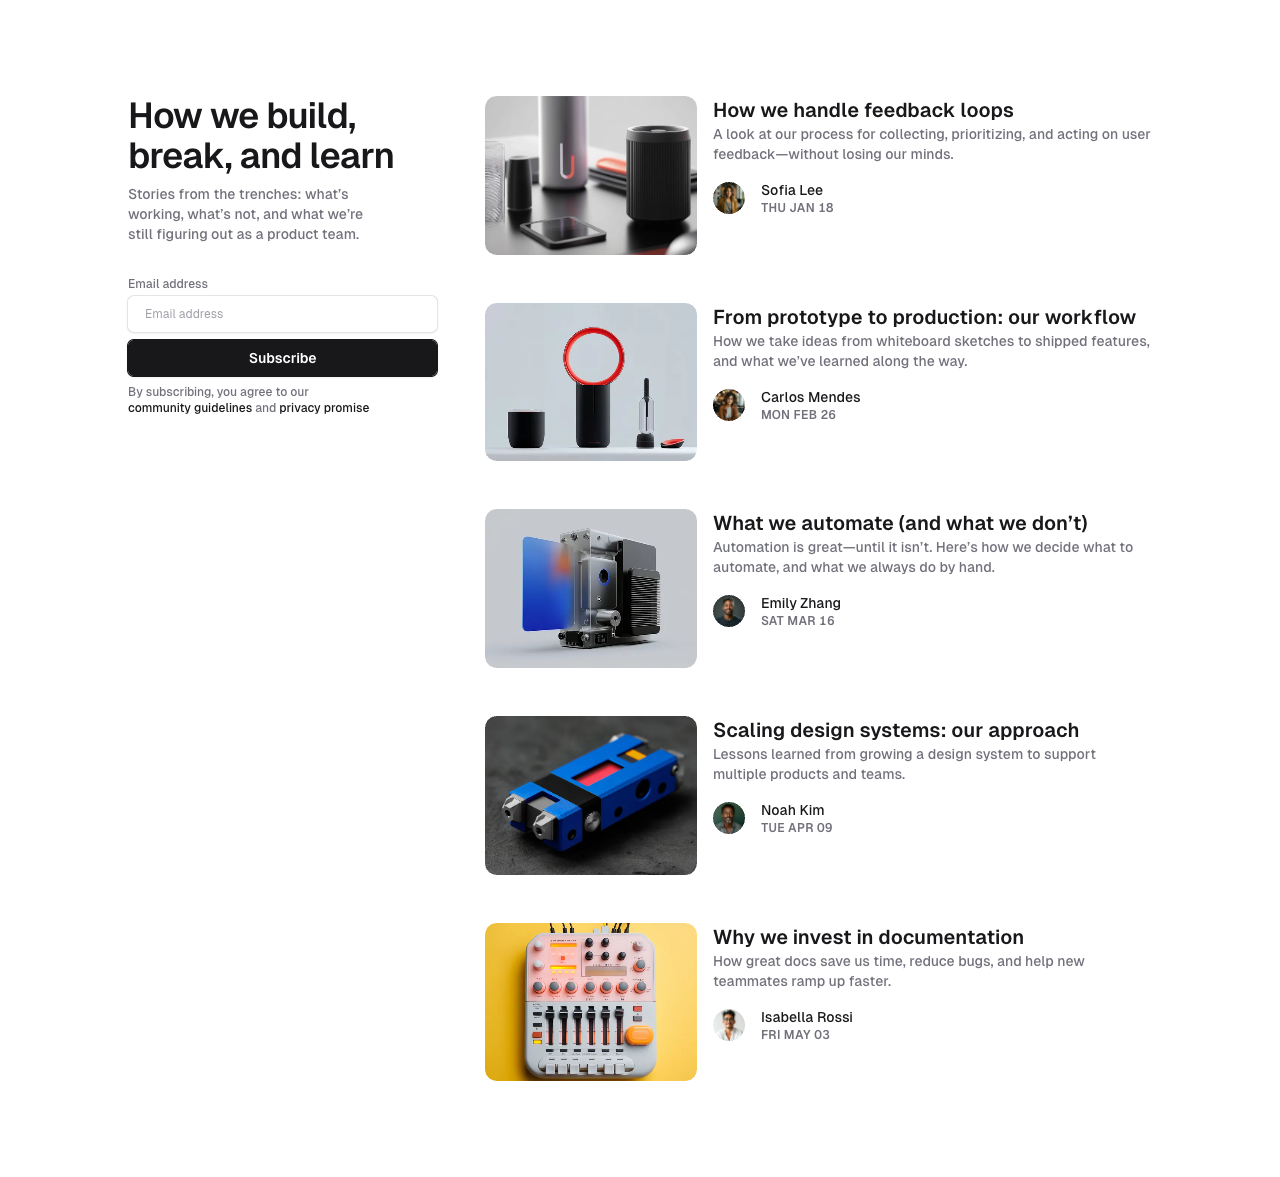 How we build,
break, and learn
Stories from the trenches: what’s
working, what’s not, and what we’re
still figuring out as a product team.
Email address
Email address
Subscribe
By subscribing, you agree to our
community guidelines and privacy promise
How we handle feedback loops
A look at our process for collecting, prioritizing, and acting on user
feedback—without losing our minds.
Sofia Lee
THU JAN 18
From prototype to production: our workflow
How we take ideas from whiteboard sketches to shipped features,
and what we’ve learned along the way.
Carlos Mendes
MON FEB 26
What we automate (and what we don’t)
Automation is great—until it isn’t. Here’s how we decide what to
automate, and what we always do by hand.
Emily Zhang
SAT MAR 16
Scaling design systems: our approach
Lessons learned from growing a design system to support
multiple products and teams.
Noah Kim
TUE APR 09
Why we invest in documentation
How great docs save us time, reduce bugs, and help new
teammates ramp up faster.
Isabella Rossi
FRI MAY 03